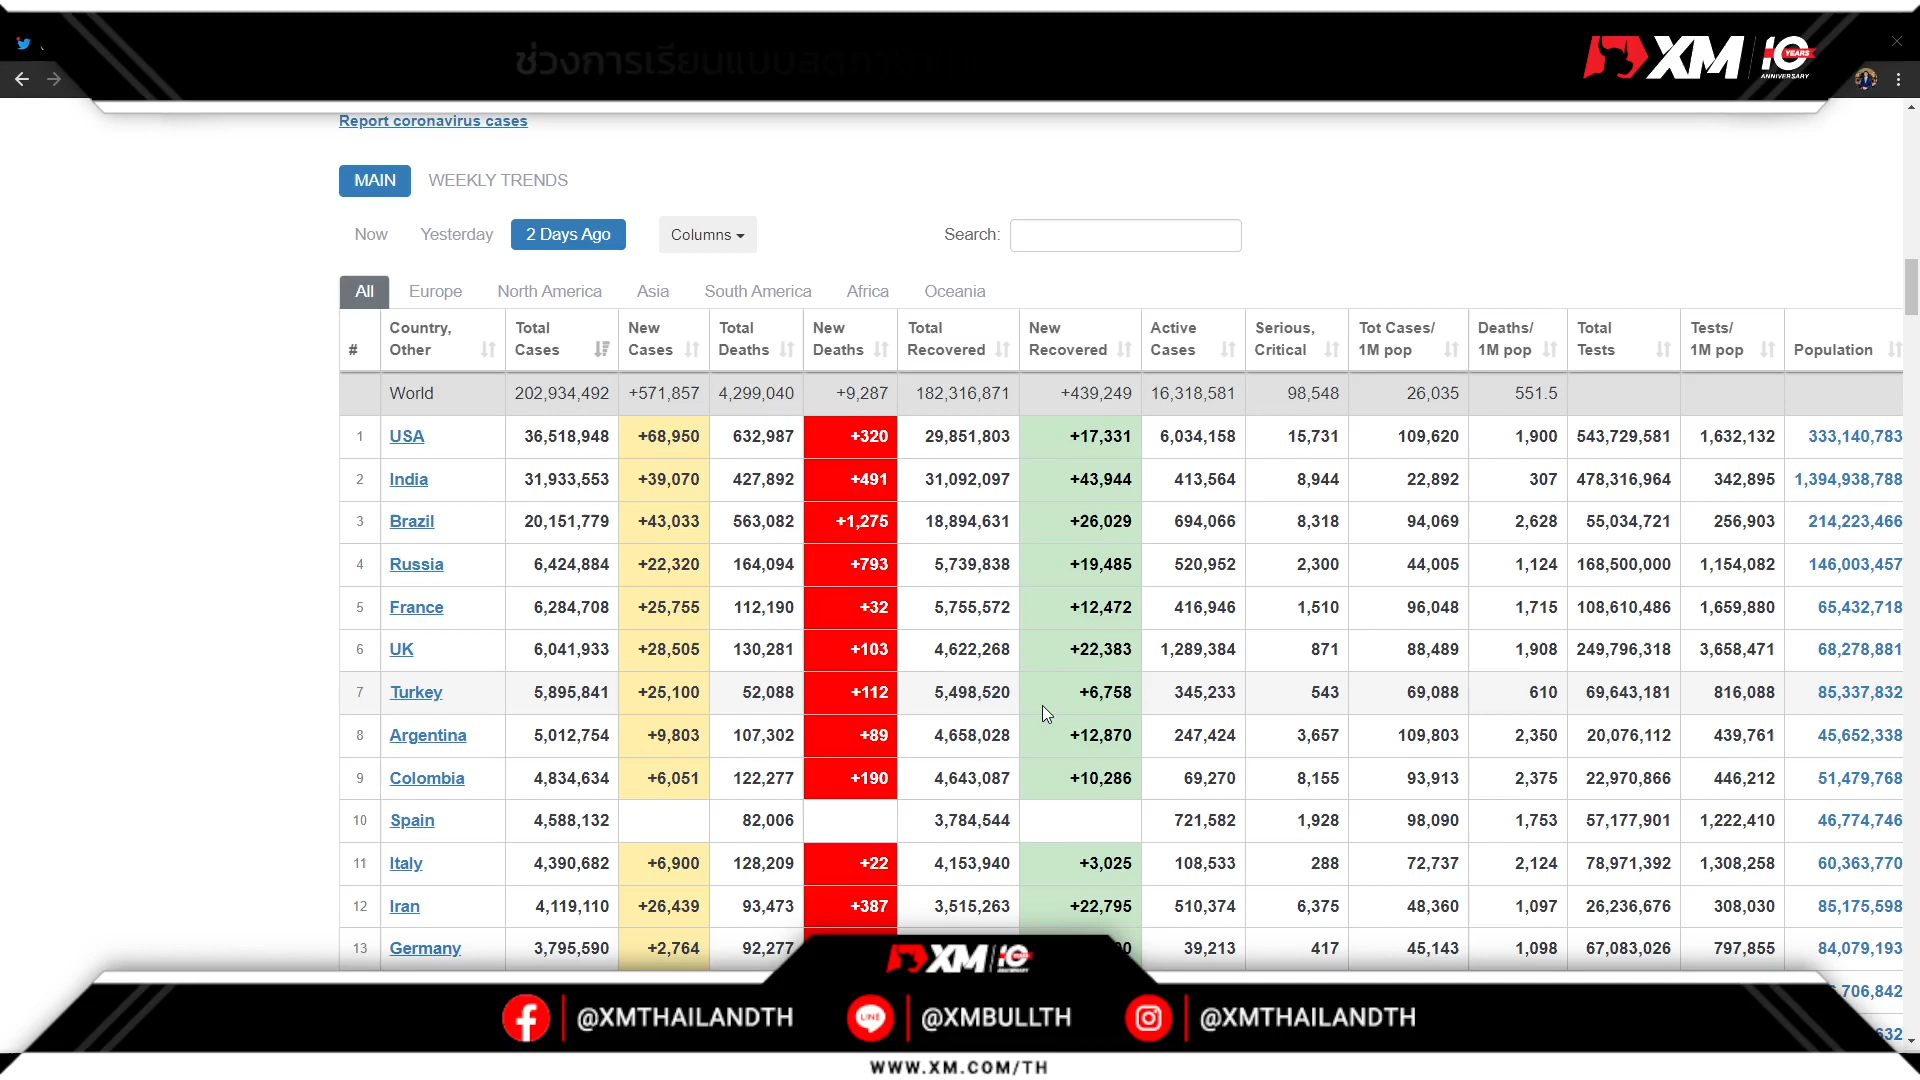 ช่วงการเรียนแบบสด
XM 10 YEARS ANNIVERSARY
Report coronavirus cases
MAIN WEEKLY TRENDS
Now Yesterday 2 Days Ago Columns Search:
All Europe North America Asia South America Africa Oceania
# Country, Other Total Cases New Cases Total Deaths New Deaths Total Recovered New Recovered Active Cases Serious, Critical Tot Cases/ 1M pop Deaths/ 1M pop Total Tests Tests/ 1M pop Population
World 202,934,492 +571,857 4,299,040 +9,287 182,316,871 +439,249 16,318,581 98,548 26,035 551.5
1 USA 36,518,948 +68,950 632,987 +320 29,851,803 +17,331 6,034,158 15,731 109,620 1,900 543,729,581 1,632,132 333,140,783
2 India 31,933,553 +39,070 427,892 +491 31,092,097 +43,944 413,564 8,944 22,892 307 478,316,964 342,895 1,394,938,788
3 Brazil 20,151,779 +43,033 563,082 +1,275 18,894,631 +26,029 694,066 8,318 94,069 2,628 55,034,721 256,903 214,223,466
4 Russia 6,424,884 +22,320 164,094 +793 5,739,838 +19,485 520,952 2,300 44,005 1,124 168,500,000 1,154,082 146,003,457
5 France 6,284,708 +25,755 112,190 +32 5,755,572 +12,472 416,946 1,510 96,048 1,715 108,610,486 1,659,880 65,432,718
6 UK 6,041,933 +28,505 130,281 +103 4,622,268 +22,383 1,289,384 871 88,489 1,908 249,796,318 3,658,471 68,278,881
7 Turkey 5,895,841 +25,100 52,088 +112 5,498,520 +6,758 345,233 543 69,088 610 69,643,181 816,088 85,337,832
8 Argentina 5,012,754 +9,803 107,302 +89 4,658,028 +12,870 247,424 3,657 109,803 2,350 20,076,112 439,761 45,652,338
9 Colombia 4,834,634 +6,051 122,277 +190 4,643,087 +10,286 69,270 8,155 93,913 2,375 22,970,866 446,212 51,479,768
10 Spain 4,588,132 82,006 3,784,544 721,582 1,928 98,090 1,753 57,177,901 1,222,410 46,774,746
11 Italy 4,390,682 +6,900 128,209 +22 4,153,940 +3,025 108,533 288 72,737 2,124 78,971,392 1,308,258 60,363,770
12 Iran 4,119,110 +26,439 93,473 +387 3,515,263 +22,795 510,374 6,375 48,360 1,097 26,236,676 308,030 85,175,598
13 Germany 3,795,590 +2,764 92,277 39,213 417 45,143 1,098 67,083,026 797,855 84,079,193
XM 10 ANNIVERSARY
706,842
@XMTHAILANDTH LINE @XMBULLTH @XMTHAILANDTH
632
WWW.XM.COM/TH